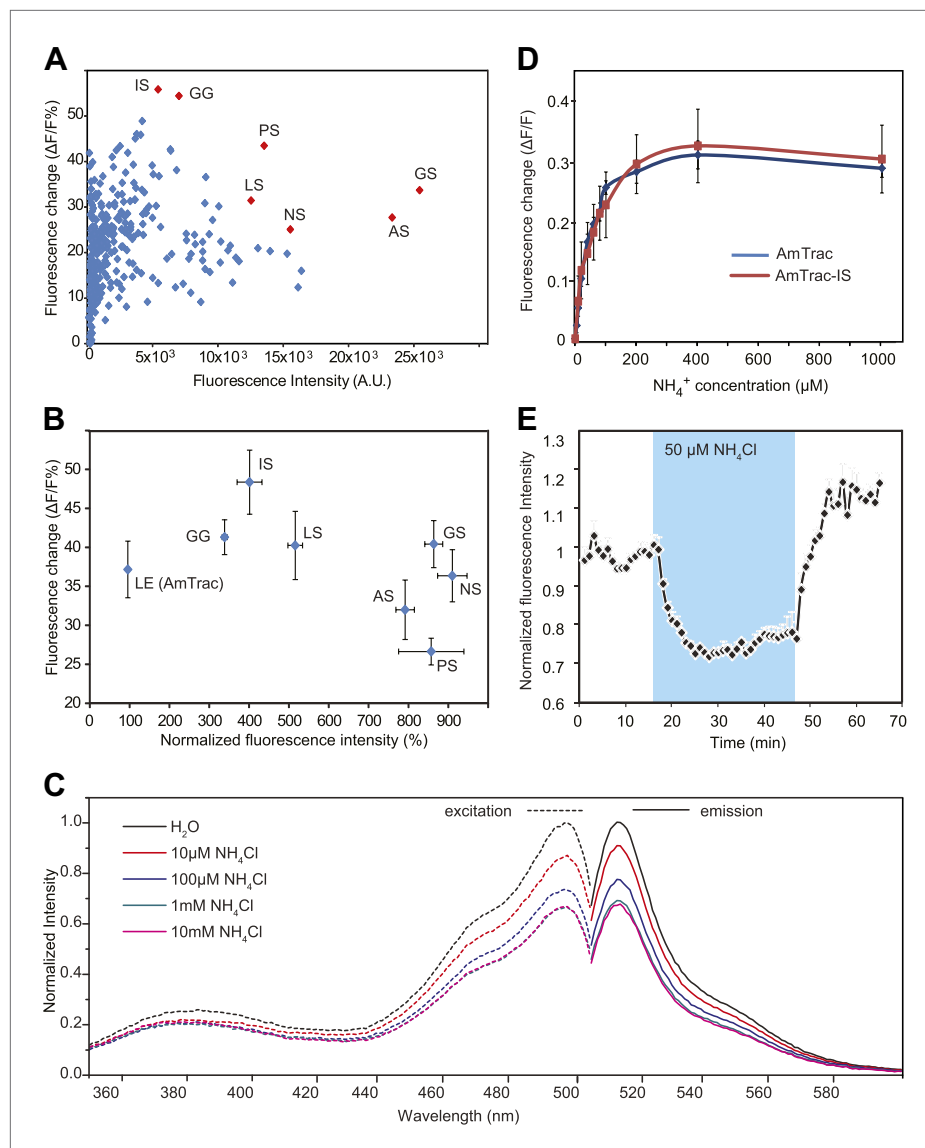 A
Fluorescence change (ΔF/F%)
50
40
30
20
10
0
IS
GG
PS
LS
NS
GS
AS
0
5x10³
10x10³
15x10³
20x10³
25x10³
Fluorescence Intensity (A.U.)
D
Fluorescence change (ΔF/F)
0.4
0.3
0.2
0.1
0
AmTrac
AmTrac-IS
0
200
400
600
800
1000
NH₄⁺ concentration (µM)
B
Fluorescence change (ΔF/F%)
55
50
45
40
35
30
25
20
IS
GG
LS
GS
LE (AmTrac)
NS
AS
PS
0
100
200
300
400
500
600
700
800
900
Normalized fluorescence intensity (%)
E
Normalized fluorescence Intensity
1.3
1.2
1.1
1
0.9
0.8
0.7
0.6
50 µM NH₄Cl
0
10
20
30
40
50
60
70
Time (min)
C
Normalized Intensity
1.0
0.8
0.6
0.4
0.2
0.0
excitation
emission
H₂O
10µM NH₄Cl
100µM NH₄Cl
1mM NH₄Cl
10mM NH₄Cl
360
380
400
420
440
460
480
500
520
540
560
580
Wavelength (nm)